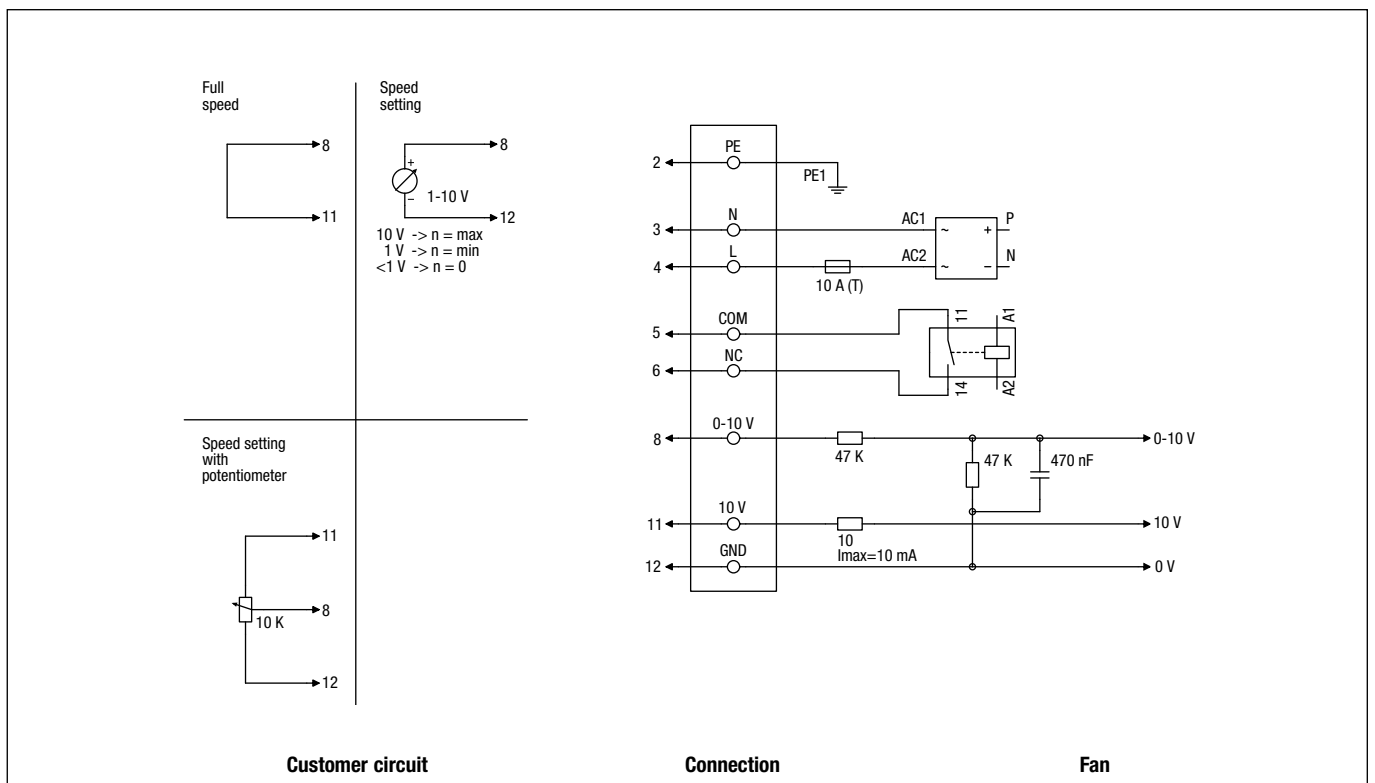 Full
speed
8
11
Speed
setting
+
−
8
1-10 V
12
10 V -> n = max
1 V -> n = min
<1 V -> n = 0
Speed setting
with
potentiometer
11
8
10 K
12
2
PE
PE1
3
N
AC1
~
+
P
4
L
10 A (T)
AC2
~
−
N
5
COM
11
A1
6
NC
14
A2
8
0-10 V
47 K
47 K
470 nF
0-10 V
11
10 V
10
Imax=10 mA
10 V
12
GND
0 V
Customer circuit
Connection
Fan